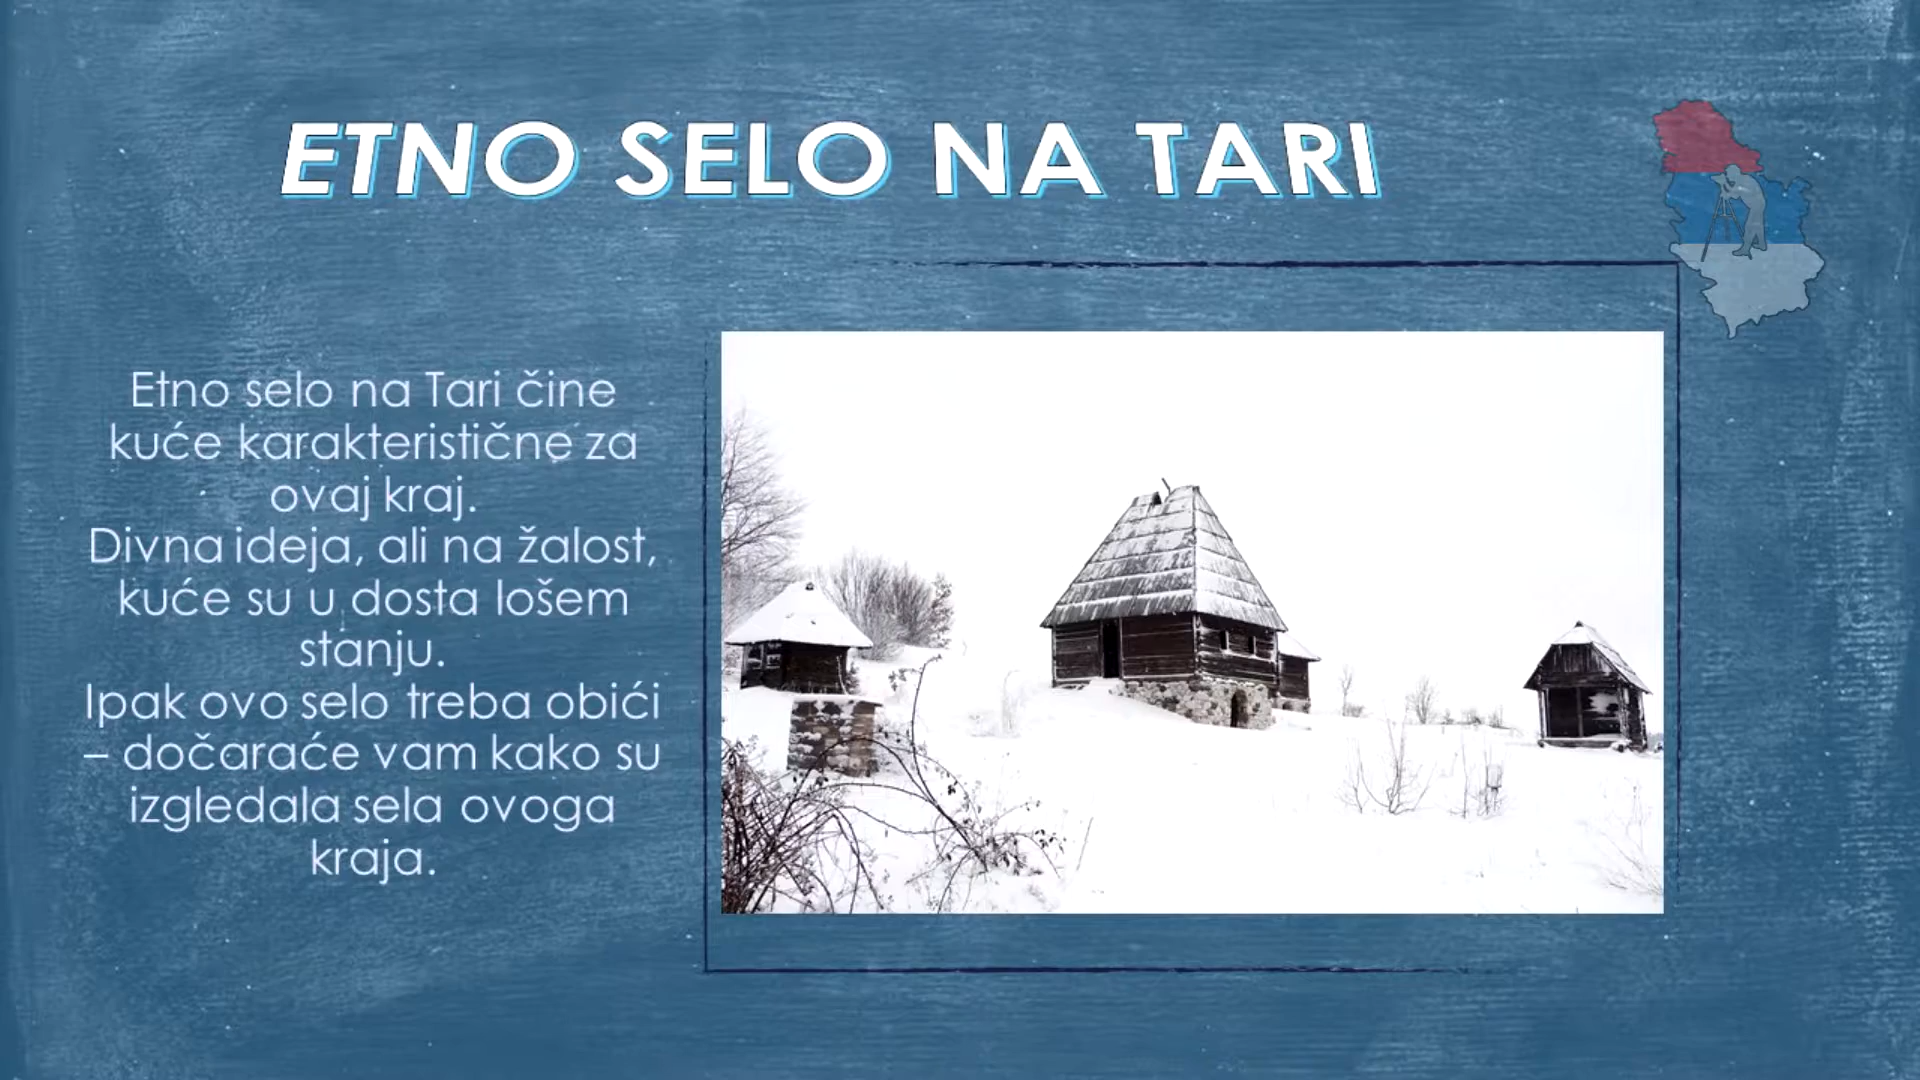 ETNO SELO NA TARI
Etno selo na Tari čine
kuće karakteristične za
ovaj kraj.
Divna ideja, ali na žalost,
kuće su u dosta lošem
stanju.
Ipak ovo selo treba obići
– dočaraće vam kako su
izgledala sela ovoga
kraja.